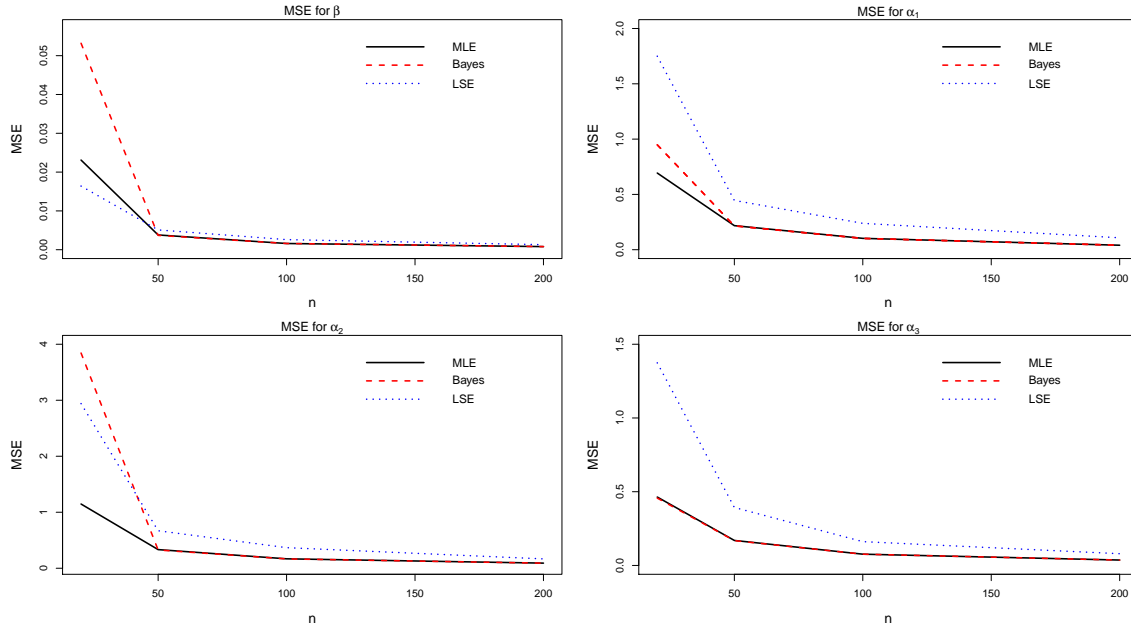 MSE for β
MSE
0.00
0.01
0.02
0.03
0.04
0.05
50
100
150
200
n
MLE
Bayes
LSE
MSE for α1
MSE
0.0
0.5
1.0
1.5
2.0
50
100
150
200
n
MLE
Bayes
LSE
MSE for α2
MSE
0
1
2
3
4
50
100
150
200
n
MLE
Bayes
LSE
MSE for α3
MSE
0.0
0.5
1.0
1.5
50
100
150
200
n
MLE
Bayes
LSE